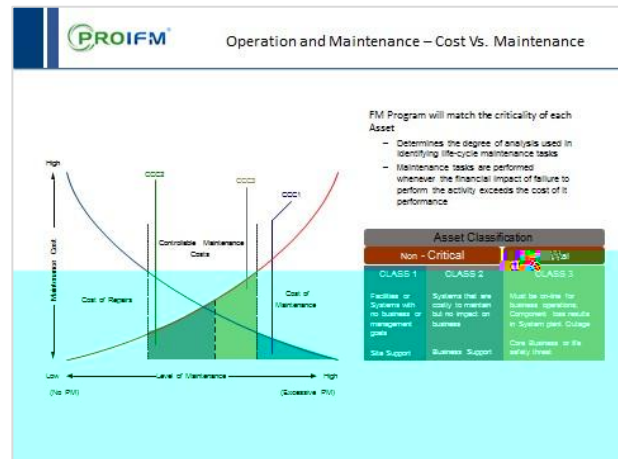 PROIFM
Operation and Maintenance – Cost Vs. Maintenance
FM Program will match the criticality of each
Asset
– Determines the degree of analysis used in
identifying life-cycle maintenance tasks
– Maintenance tasks are performed
whenever the financial impact of failure to
perform the activity exceeds the cost of it
performance
High
Controllable Maintenance
Costs
Maintenance Cost
Cost of Repairs
Cost of
Maintenance
Low
Level of Maintenance
High
(No PM)
(Excessive PM)
Asset Classification
Non - Critical
CLASS 1
CLASS 2
CLASS 3
Facilities or
Systems with
no business or
management
goals
Site Support
Systems that are
costly to maintain
but no impact on
business
Business Support
Must be on-line for
business operations.
Component loss results
in System plant Outage
Core Business or life
safety threat